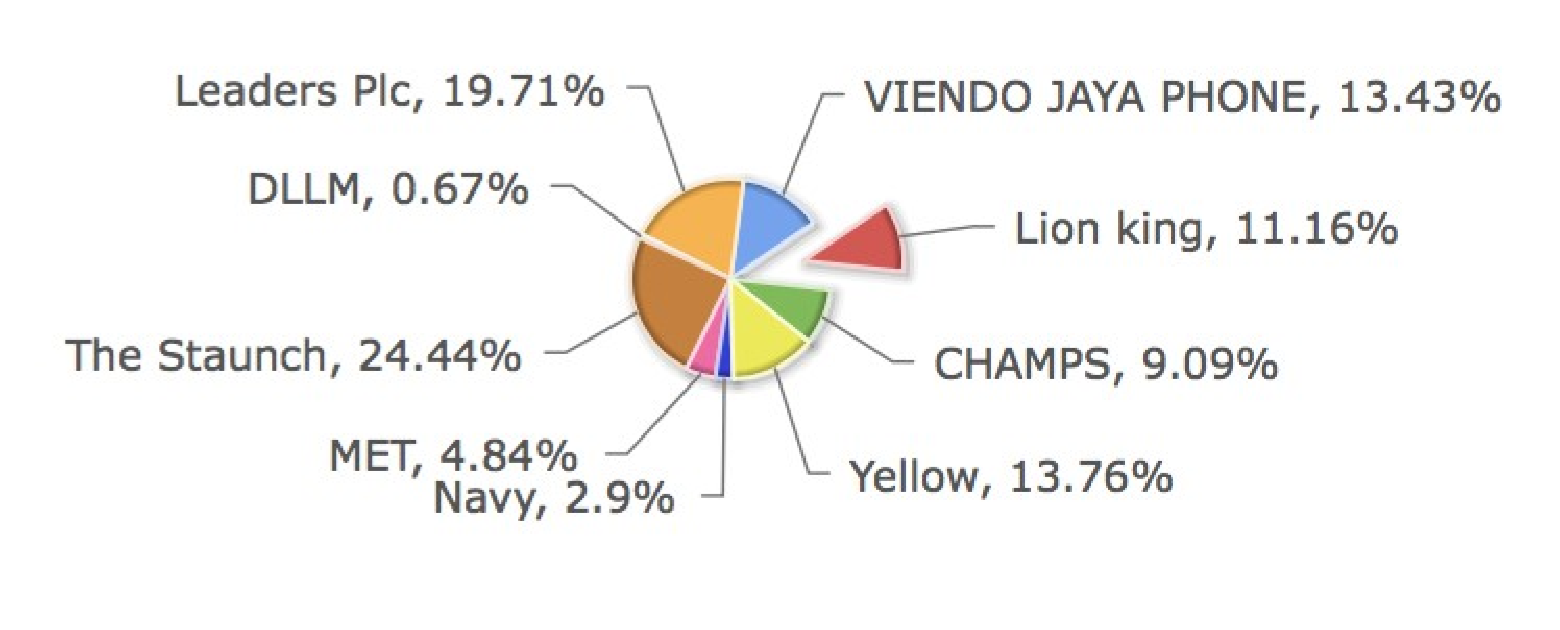 Leaders Plc, 19.71%
VIENDO JAYA PHONE, 13.43%
DLLM, 0.67%
Lion king, 11.16%
The Staunch, 24.44%
CHAMPS, 9.09%
MET, 4.84%
Yellow, 13.76%
Navy, 2.9%